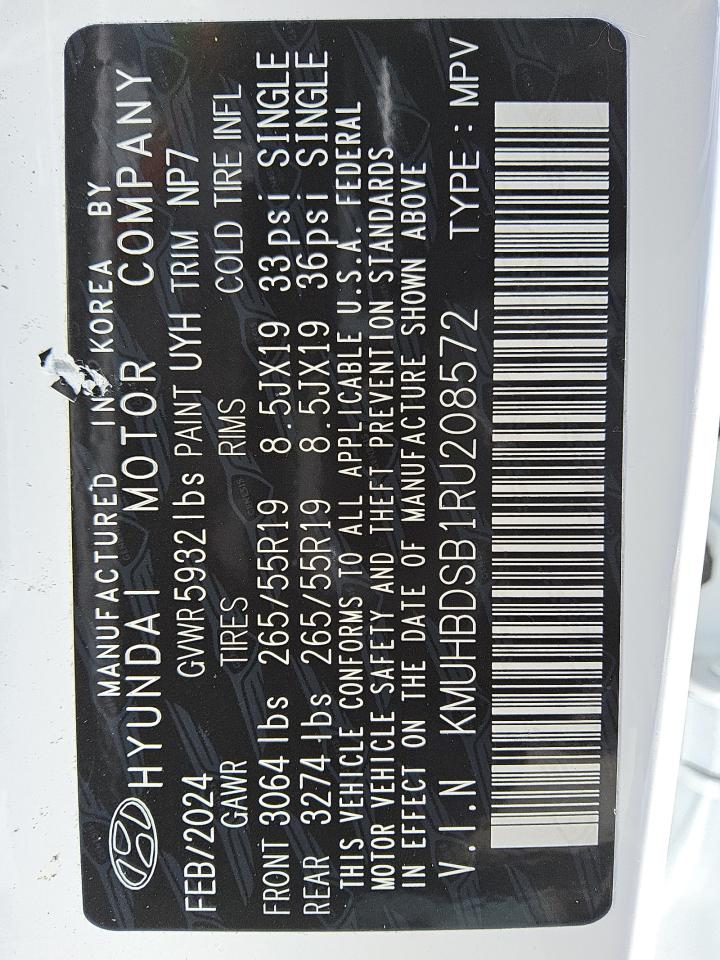 MANUFACTURED IN KOREA BY
HYUNDAI MOTOR COMPANY
FEB/2024 GVWR 5932lbs PAINT UYH TRIM NP7
GAWR TIRES RIMS COLD TIRE INFL
FRONT 3064lbs 265/55R19 8.5JX19 33psi SINGLE
REAR 3274lbs 265/55R19 8.5JX19 36psi SINGLE
THIS VEHICLE CONFORMS TO ALL APPLICABLE U.S.A. FEDERAL
MOTOR VEHICLE SAFETY AND THEFT PREVENTION STANDARDS
IN EFFECT ON THE DATE OF MANUFACTURE SHOWN ABOVE
V.I.N KMUHBDSB1RU208572 TYPE : MPV